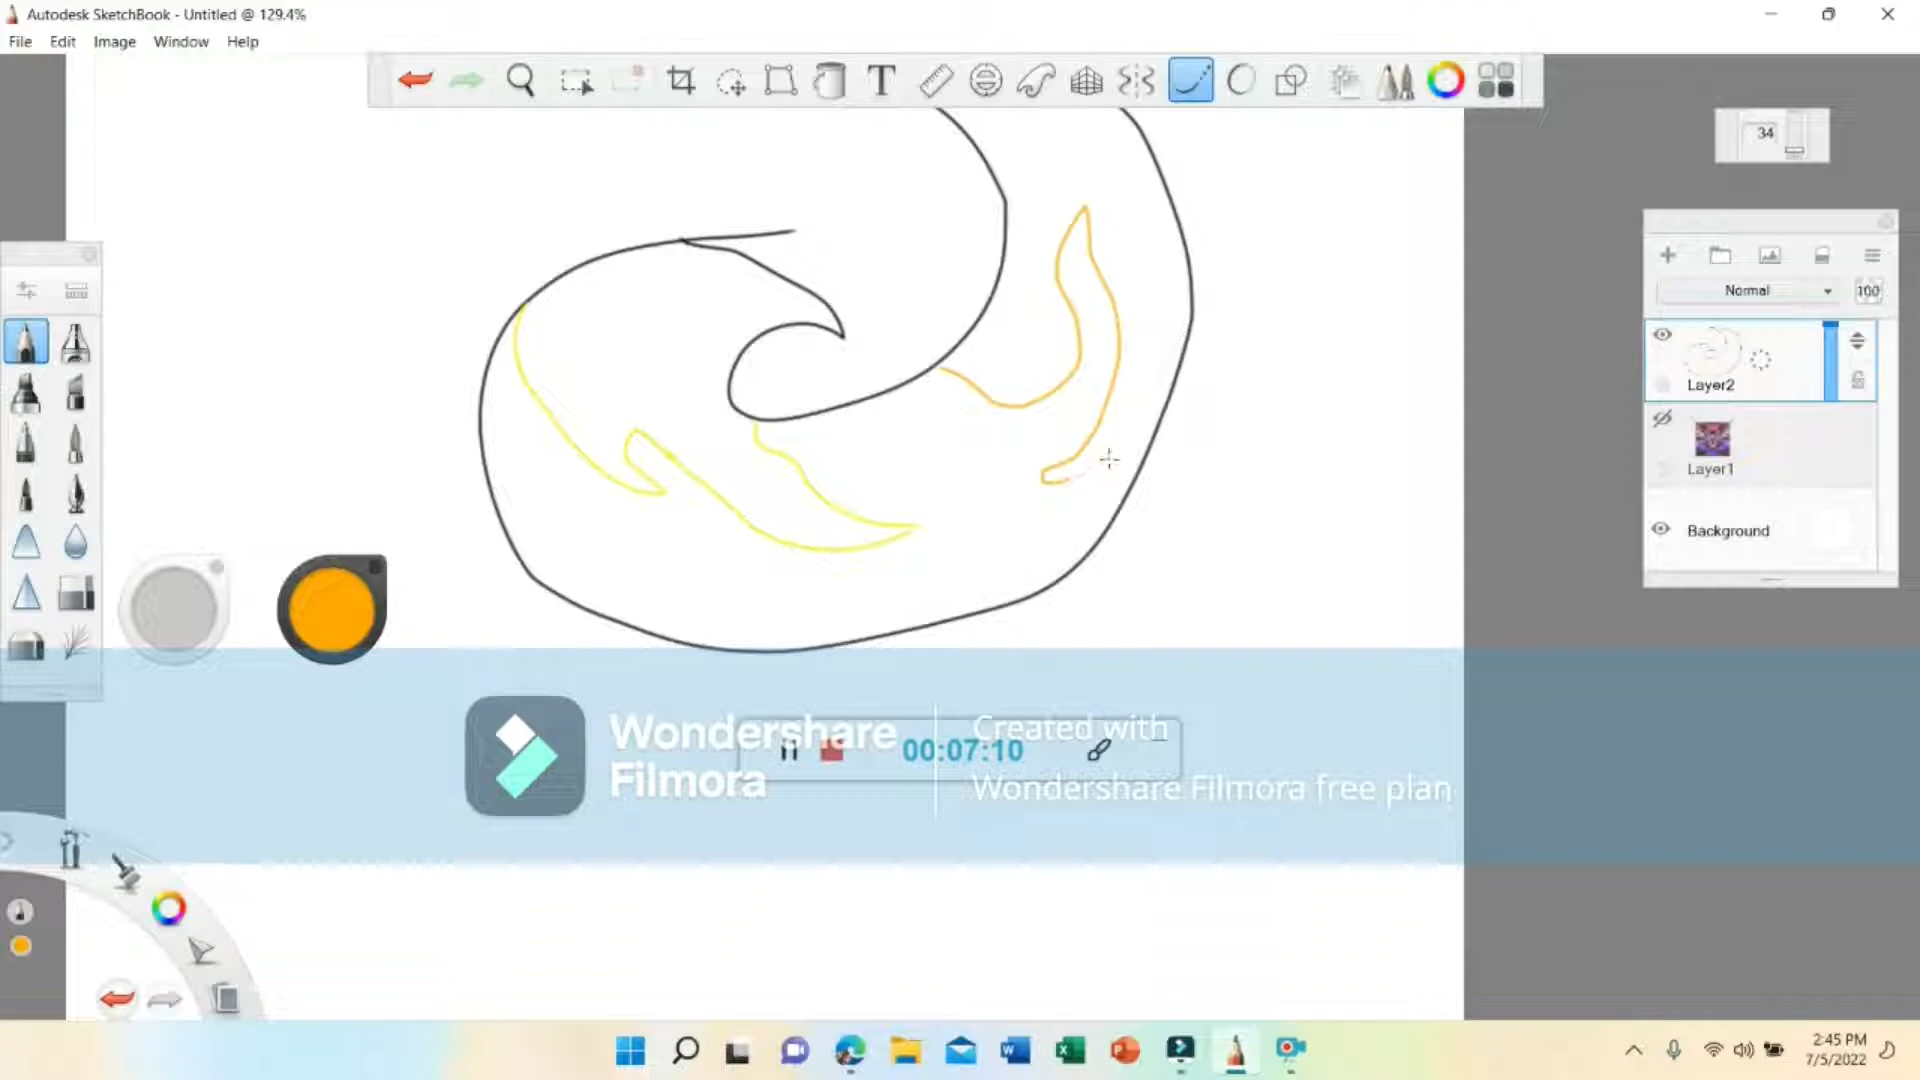 Autodesk SketchBook - Untitled @ 129.4%
File Edit Image Window Help
T
34
Normal 100
Layer2
Layer1
Background
Wondershare
Filmora
00:07:10
Created with
Wondershare Filmora free plan
2:45 PM
7/5/2022